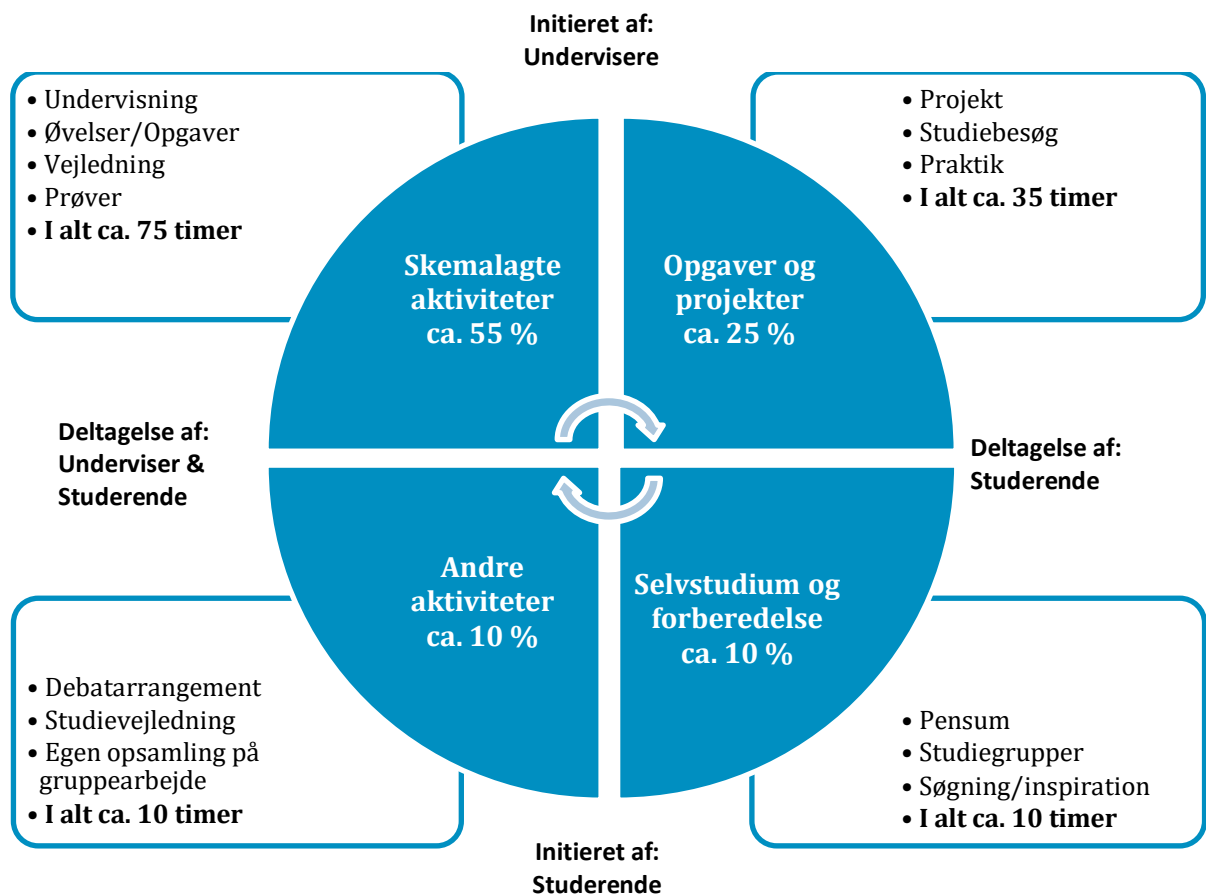 Initieret af:
Undervisere
• Undervisning
• Øvelser/Opgaver
• Vejledning
• Prøver
• I alt ca. 75 timer
• Projekt
• Studiebesøg
• Praktik
• I alt ca. 35 timer
Skemalagte
aktiviteter
ca. 55 %
Opgaver og
projekter
ca. 25 %
Deltagelse af:
Underviser &
Studerende
Deltagelse af:
Studerende
Andre
aktiviteter
ca. 10 %
Selvstudium og
forberedelse
ca. 10 %
• Debatarrangement
• Studievejledning
• Egen opsamling på
gruppearbejde
• I alt ca. 10 timer
• Pensum
• Studiegrupper
• Søgning/inspiration
• I alt ca. 10 timer
Initieret af:
Studerende